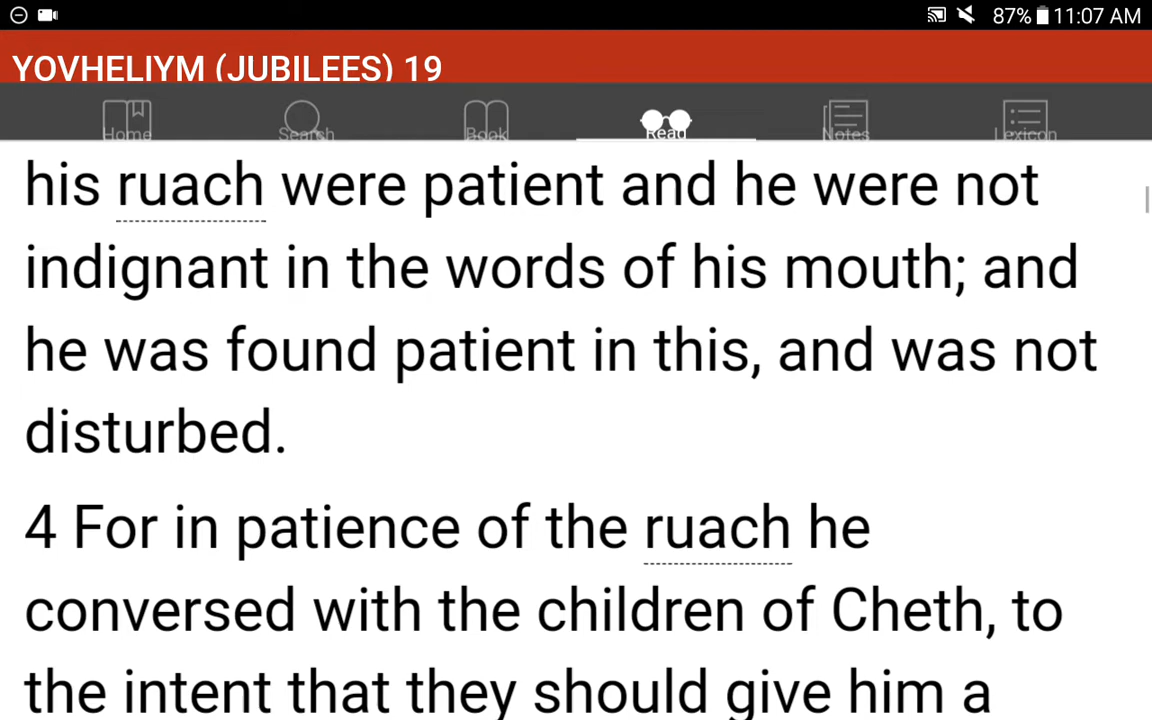 87% 11:07 AM
YOVHELIYM (JUBILEES) 19
Home Search Book Read Notes Lexicon
his ruach were patient and he were not
indignant in the words of his mouth; and
he was found patient in this, and was not
disturbed.
4 For in patience of the ruach he
conversed with the children of Cheth, to
the intent that they should give him a